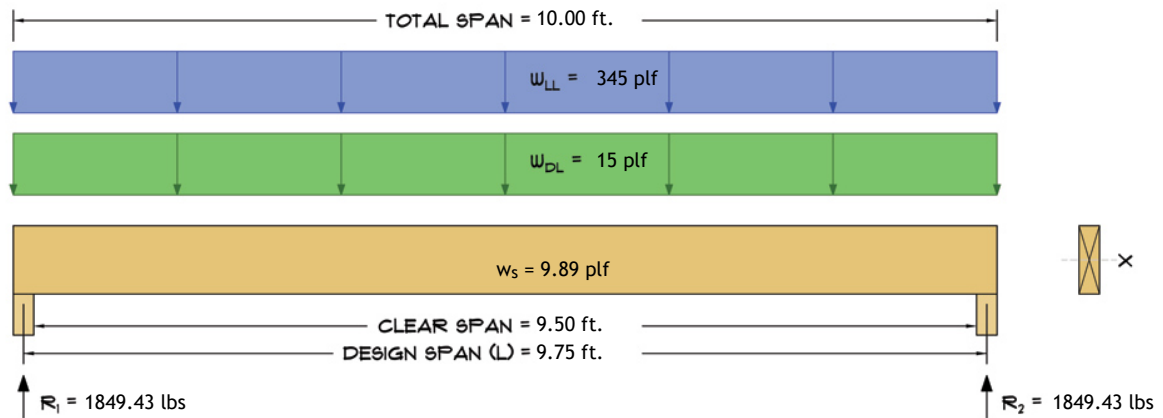 TOTAL SPAN = 10.00 ft.
WLL = 345 plf
WDL = 15 plf
ws = 9.89 plf
X
CLEAR SPAN = 9.50 ft.
DESIGN SPAN (L) = 9.75 ft.
R1 = 1849.43 lbs
R2 = 1849.43 lbs